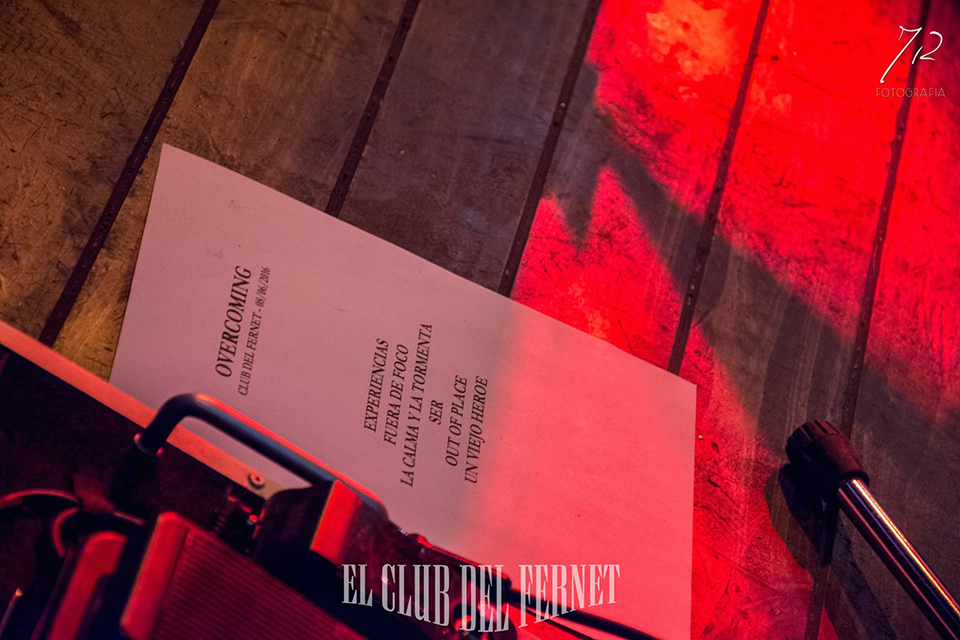 7R
FOTOGRAFIA
OVERCOMING
CLUB DEL FERNET - 08/06/2016
EXPERIENCIAS
FUERA DE FOCO
LA CALMA Y LA TORMENTA
SER
OUT OF PLACE
UN VIEJO HEROE
EL CLUB DEL FERNET